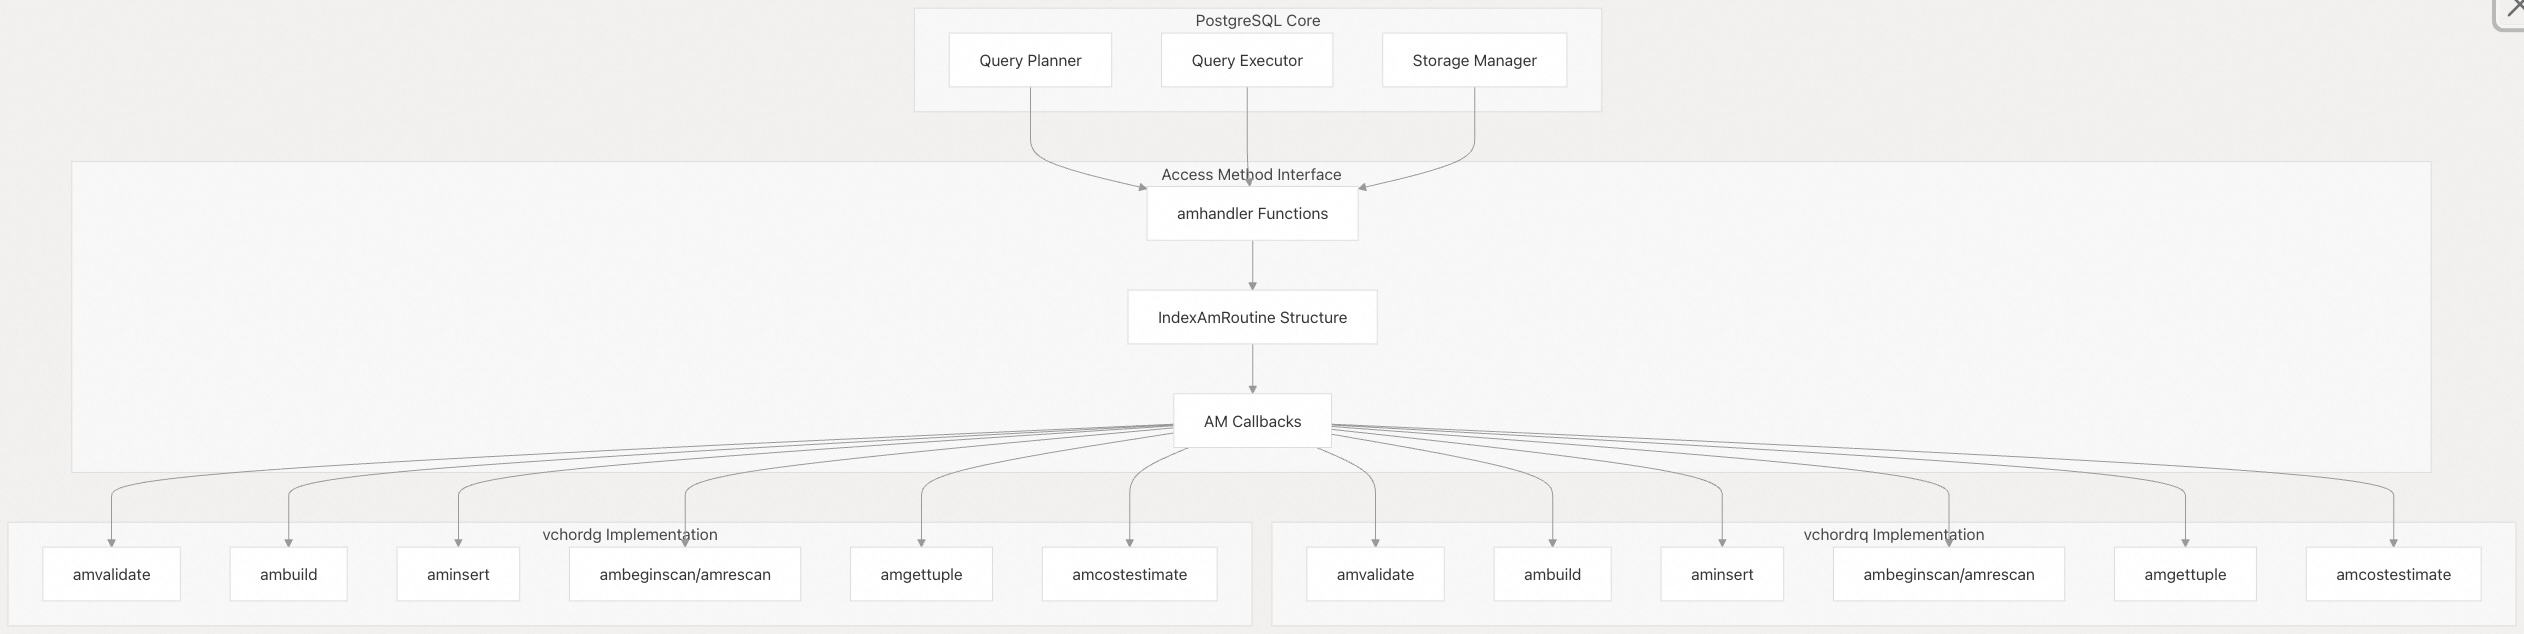 PostgreSQL Core
Query Planner
Query Executor
Storage Manager
Access Method Interface
amhandler Functions
IndexAmRoutine Structure
AM Callbacks
vchordg Implementation
amvalidate
ambuild
aminsert
ambeginscan/amrescan
amgettuple
amcostestimate
vchordrq Implementation
amvalidate
ambuild
aminsert
ambeginscan/amrescan
amgettuple
amcostestimate